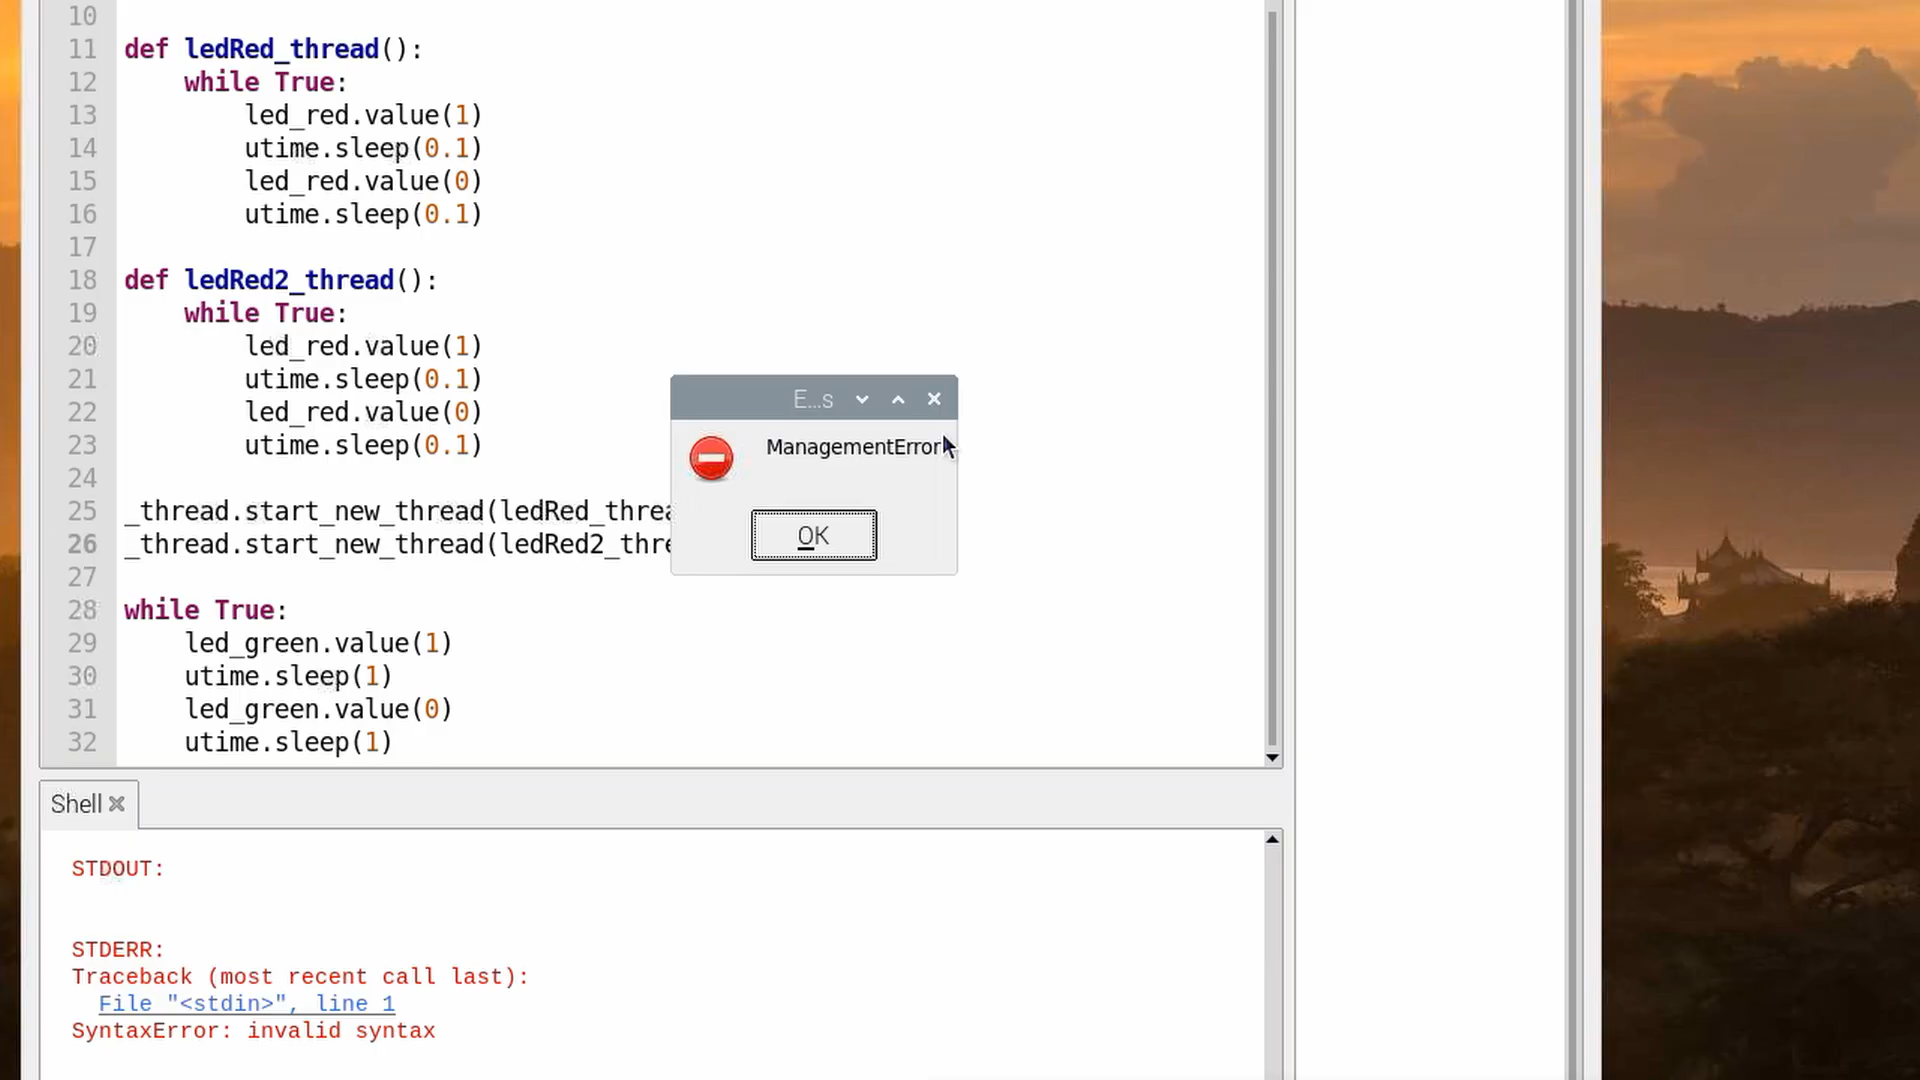 10
11 def ledRed_thread():
12     while True:
13         led_red.value(1)
14         utime.sleep(0.1)
15         led_red.value(0)
16         utime.sleep(0.1)
17
18 def ledRed2_thread():
19     while True:
20         led_red.value(1)
21         utime.sleep(0.1)
22         led_red.value(0)
23         utime.sleep(0.1)
24
25 _thread.start_new_thread(ledRed_threa
26 _thread.start_new_thread(ledRed2_thre
27
28 while True:
29     led_green.value(1)
30     utime.sleep(1)
31     led_green.value(0)
32     utime.sleep(1)
E...s
ManagementError
OK
Shell
STDOUT:
STDERR:
Traceback (most recent call last):
  File "<stdin>", line 1
SyntaxError: invalid syntax